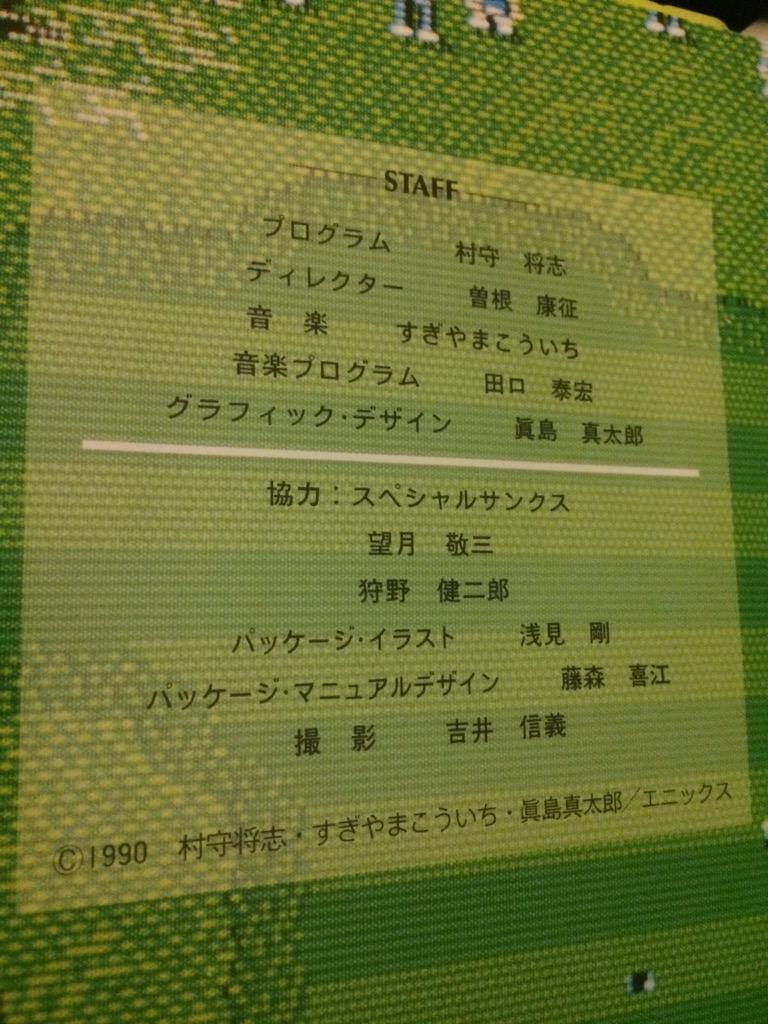 STAFF
プログラム 村守 将志
ディレクター 曽根 康征
音 楽 すぎやまこういち
音楽プログラム 田口 泰宏
グラフィック・デザイン 眞島 真太郎
協力：スペシャルサンクス
望月 敬三
狩野 健二郎
パッケージ・イラスト 浅見 剛
パッケージ・マニュアルデザイン 藤森 喜江
撮 影 吉井 信義
©1990 村守将志・すぎやまこういち・眞島真太郎／エニックス